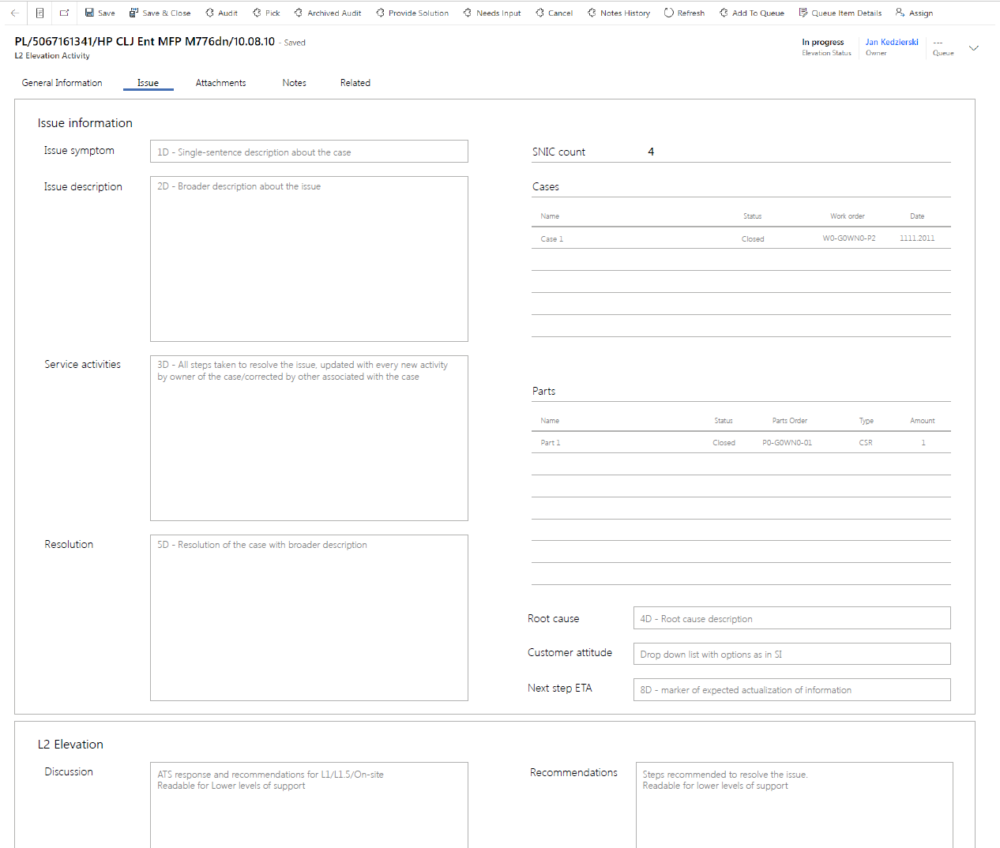 Save Save & Close Audit Pick Archived Audit Provide Solution Needs Input Cancel Notes History Refresh Add To Queue Queue Item Details Assign
PL/5067161341/HP CLJ Ent MFP M776dn/10.08.10 - Saved
L2 Elevation Activity
In progress
Elevation Status
Jan Kedzierski
Owner
---
Queue
General Information Issue Attachments Notes Related
Issue information
Issue symptom
1D - Single-sentence description about the case
Issue description
2D - Broader description about the issue
Service activities
3D - All steps taken to resolve the issue, updated with every new activity
by owner of the case/corrected by other associated with the case
Resolution
5D - Resolution of the case with broader description
SNIC count 4
Cases
Name Status Work order Date
Case 1 Closed W0-G0WN0-P2 1111.2011
Parts
Name Status Parts Order Type Amount
Part 1 Closed P0-G0WN0-01 CSR 1
Root cause
4D - Root cause description
Customer attitude
Drop down list with options as in SI
Next step ETA
8D - marker of expected actualization of information
L2 Elevation
Discussion
ATS response and recommendations for L1/L1.5/On-site
Readable for Lower levels of support
Recommendations
Steps recommended to resolve the issue.
Readable for lower levels of support